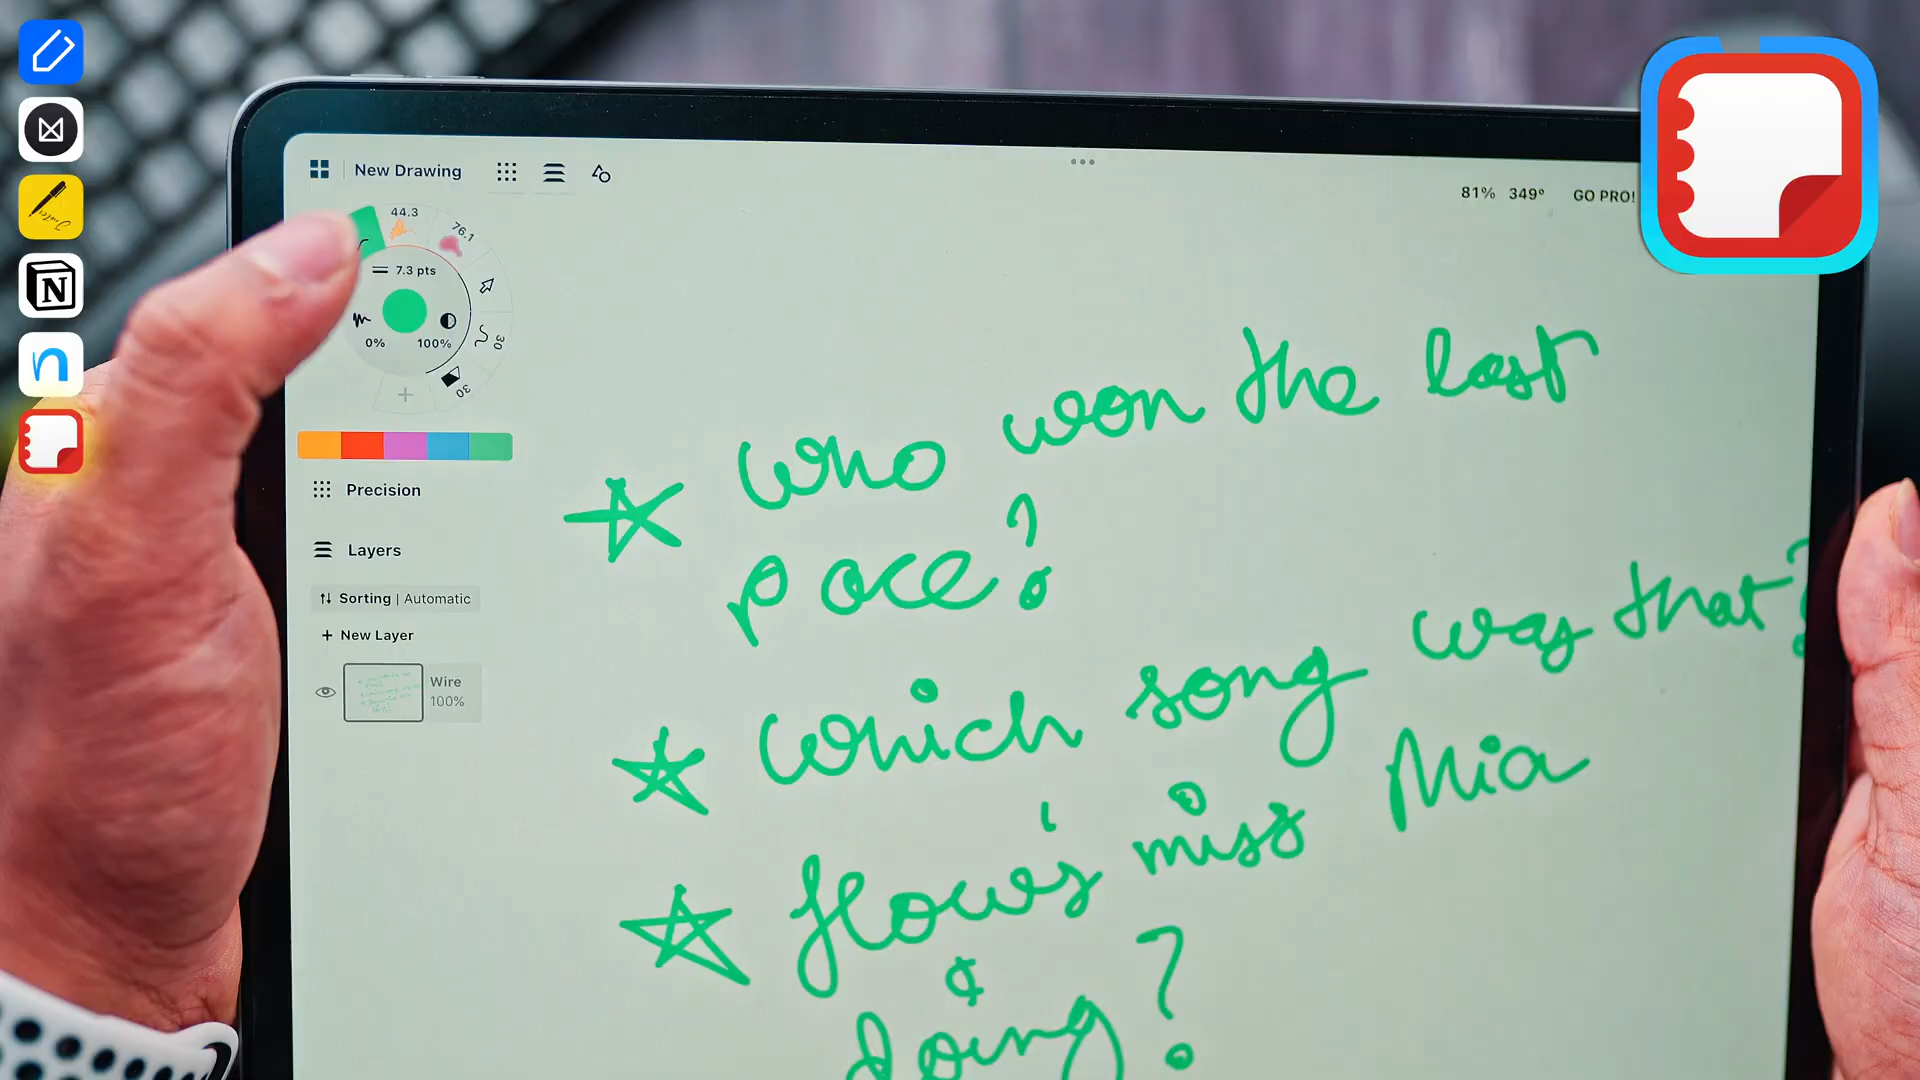 New Drawing
81% 349° GO PRO!
44.3
76.1
7.3 pts
0% 100%
30
30
Precision
Layers
Sorting | Automatic
+ New Layer
Wire
100%
who won the last
pace?
which song was that?
How's miss Mia
doing?
N
n